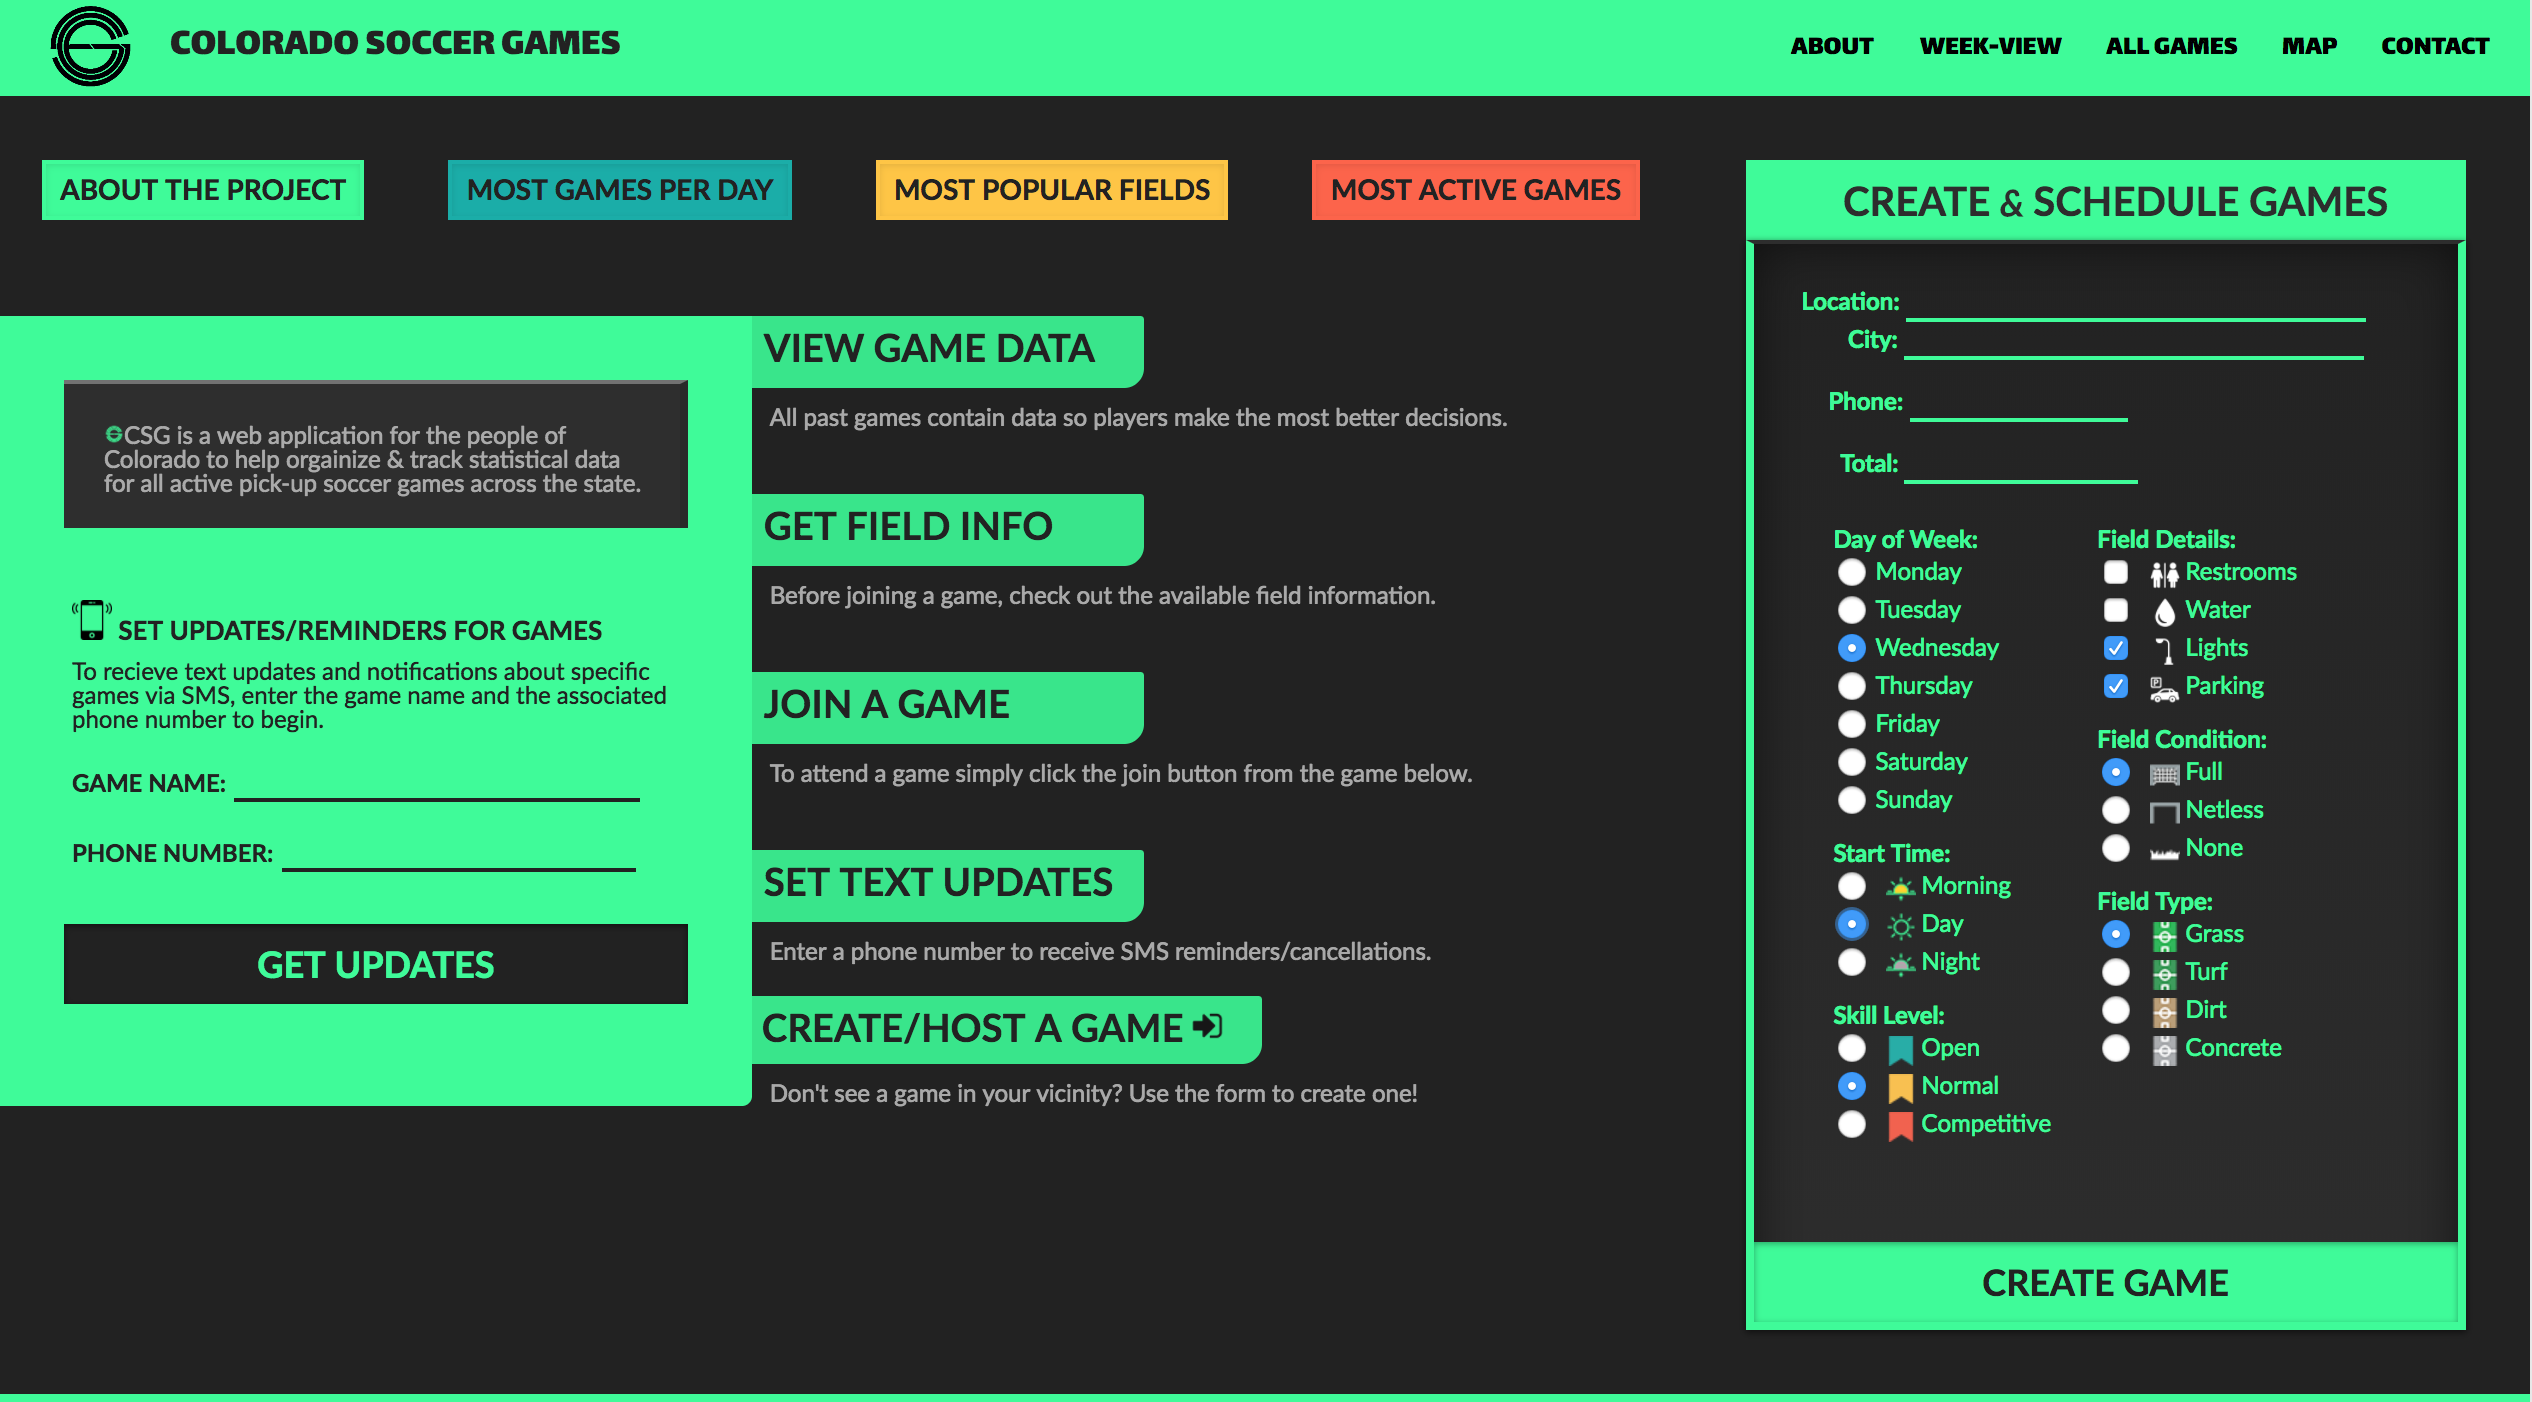 COLORADO SOCCER GAMES
ABOUT WEEK-VIEW ALL GAMES MAP CONTACT
ABOUT THE PROJECT
MOST GAMES PER DAY
MOST POPULAR FIELDS
MOST ACTIVE GAMES
CSG is a web application for the people of
Colorado to help orgainize & track statistical data
for all active pick-up soccer games across the state.
SET UPDATES/REMINDERS FOR GAMES
To recieve text updates and notifications about specific
games via SMS, enter the game name and the associated
phone number to begin.
GAME NAME:
PHONE NUMBER:
GET UPDATES
VIEW GAME DATA
All past games contain data so players make the most better decisions.
GET FIELD INFO
Before joining a game, check out the available field information.
JOIN A GAME
To attend a game simply click the join button from the game below.
SET TEXT UPDATES
Enter a phone number to receive SMS reminders/cancellations.
CREATE/HOST A GAME
Don't see a game in your vicinity? Use the form to create one!
CREATE & SCHEDULE GAMES
Location:
City:
Phone:
Total:
Day of Week:
Monday
Tuesday
Wednesday
Thursday
Friday
Saturday
Sunday
Start Time:
Morning
Day
Night
Skill Level:
Open
Normal
Competitive
Field Details:
Restrooms
Water
Lights
Parking
Field Condition:
Full
Netless
None
Field Type:
Grass
Turf
Dirt
Concrete
CREATE GAME